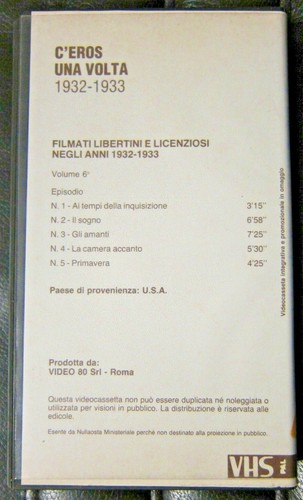 C'EROS
UNA VOLTA
1932-1933
FILMATI LIBERTINI E LICENZIOSI
NEGLI ANNI 1932-1933
Volume 6º
Episodio
N. 1 - Ai tempi della inquisizione 3'15"
N. 2 - Il sogno 6'58"
N. 3 - Gli amanti 7'25"
N. 4 - La camera accanto 5'30"
N. 5 - Primavera 4'25"
Paese di provenienza: U.S.A.
Videocassetta integrativa e promozionale in omaggio
Prodotta da:
VIDEO 80 Srl - Roma
Questa videocassetta non può essere duplicata né noleggiata o
utilizzata per visioni in pubblico. La distribuzione è riservata alle
edicole.
Esente da Nullaosta Ministeriale perché non destinato alla proiezione in pubblico.
VHS PAL